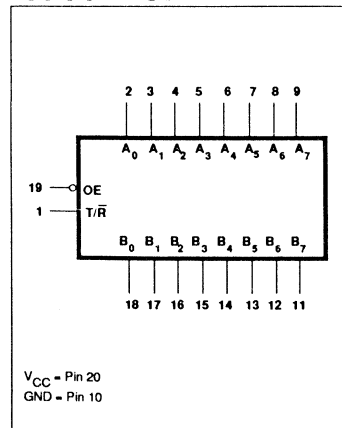 2 3 4 5 6 7 8 9
A₀ A₁ A₂ A₃ A₄ A₅ A₆ A₇
19 OE
1 T/R̅
B₀ B₁ B₂ B₃ B₄ B₅ B₆ B₇
18 17 16 15 14 13 12 11
V_CC = Pin 20
GND = Pin 10